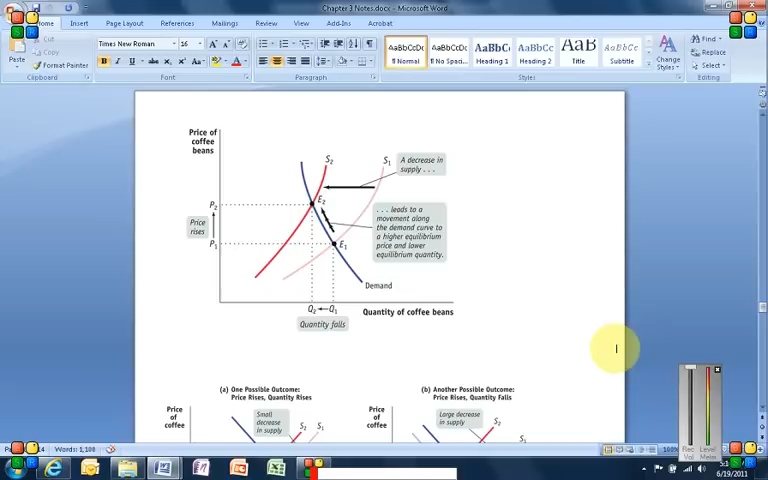 Chapter 3 Notes.docx - Microsoft Word
Home Insert Page Layout References Mailings Review View Add-Ins Acrobat
Paste
Cut
Copy
Format Painter
Clipboard
Times New Roman 16
Font
Paragraph
AaBbCcDc AaBbCcDc AaBbCc AaBbCc AaB AaBbCcL
¶ Normal ¶ No Spaci... Heading 1 Heading 2 Title Subtitle
Change
Styles
Styles
Find
Replace
Select
Editing
Price of
coffee
beans
S2
S1
A decrease in
supply . . .
E2
P2
. . . leads to a
movement along
the demand curve to
a higher equilibrium
price and lower
equilibrium quantity.
Price
rises
P1
E1
Demand
Q2 Q1
Quantity of coffee beans
Quantity falls
(a) One Possible Outcome:
Price Rises, Quantity Rises
(b) Another Possible Outcome:
Price Rises, Quantity Falls
Price
of
coffee
Small
decrease
in supply
S2 S1
Price
of
coffee
Large decrease
in supply
S2
S1
Rec
Vol
Level
Meter
Words: 1,108
6/19/2011